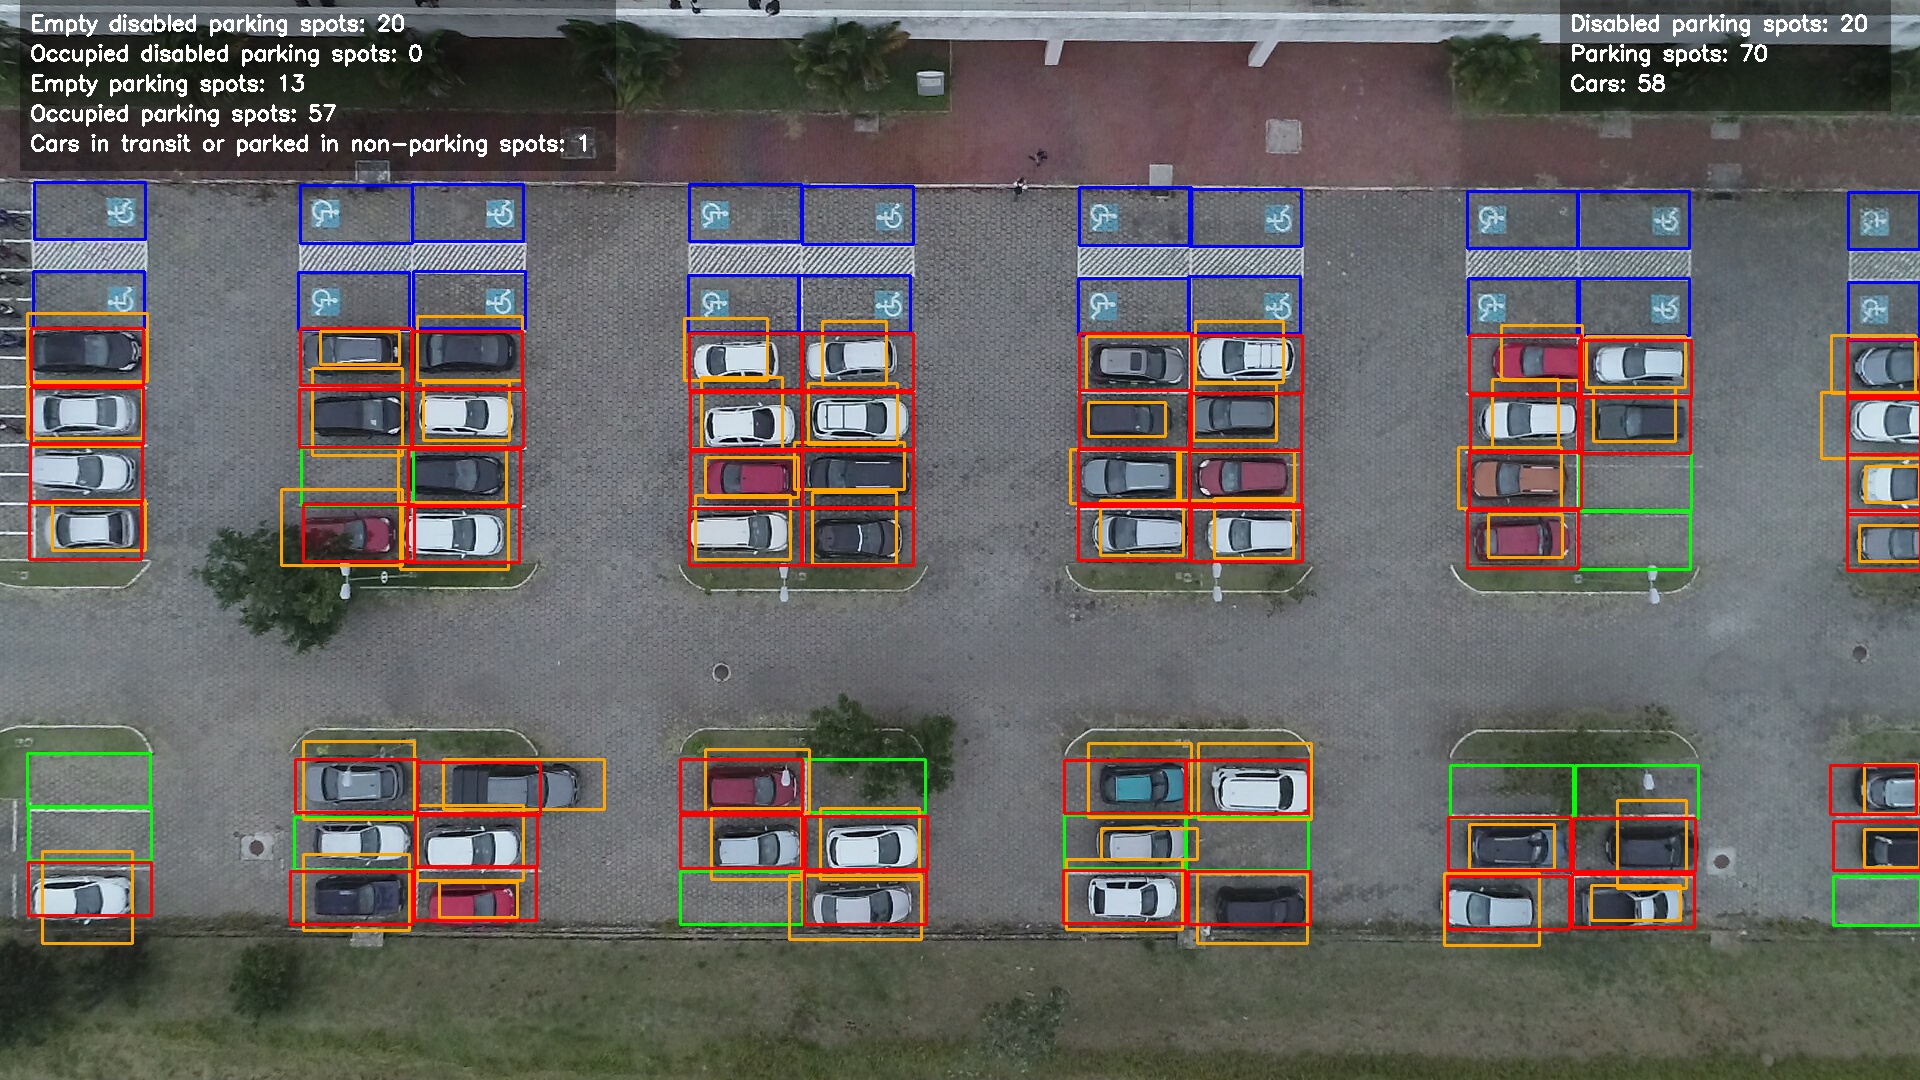 Empty disabled parking spots: 20
Occupied disabled parking spots: 0
Empty parking spots: 13
Occupied parking spots: 57
Cars in transit or parked in non-parking spots: 1
Disabled parking spots: 20
Parking spots: 70
Cars: 58